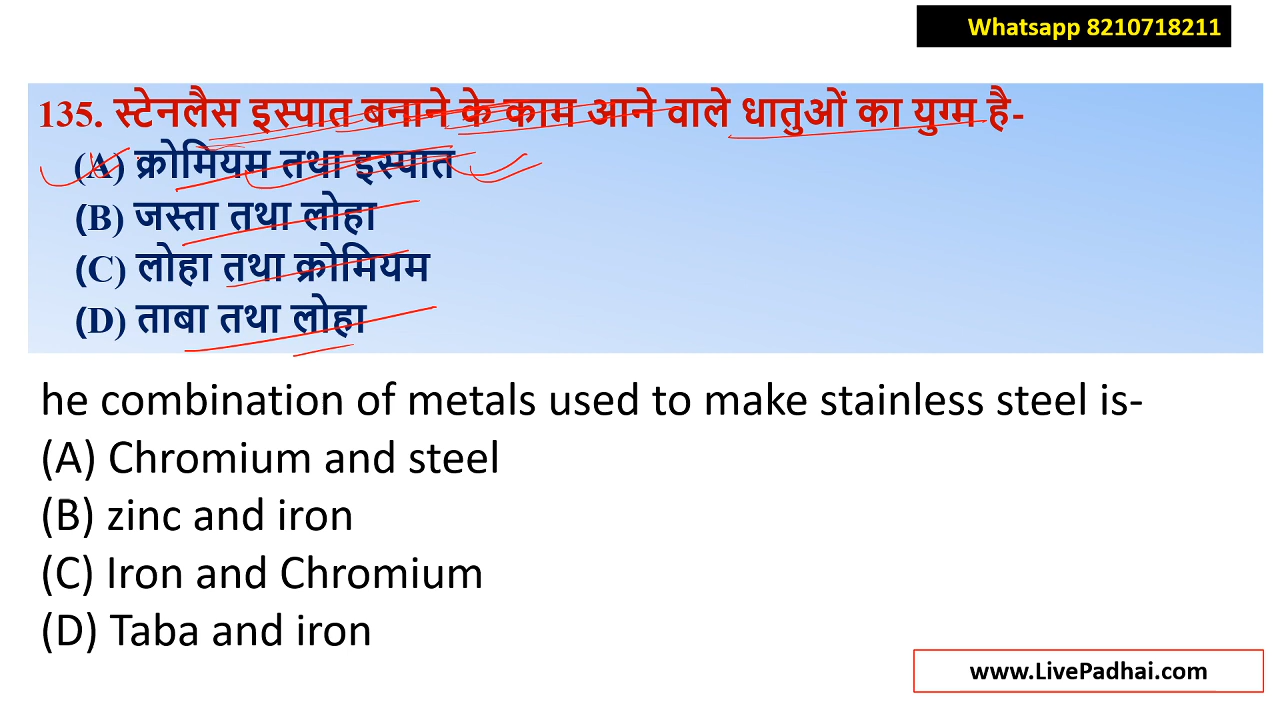 Whatsapp 8210718211
135. स्टेनलैस इस्पात बनाने के काम आने वाले धातुओं का युग्म है-
(A) क्रोमियम तथा इस्पात
(B) जस्ता तथा लोहा
(C) लोहा तथा क्रोमियम
(D) ताबा तथा लोहा
he combination of metals used to make stainless steel is-
(A) Chromium and steel
(B) zinc and iron
(C) Iron and Chromium
(D) Taba and iron
www.LivePadhai.com